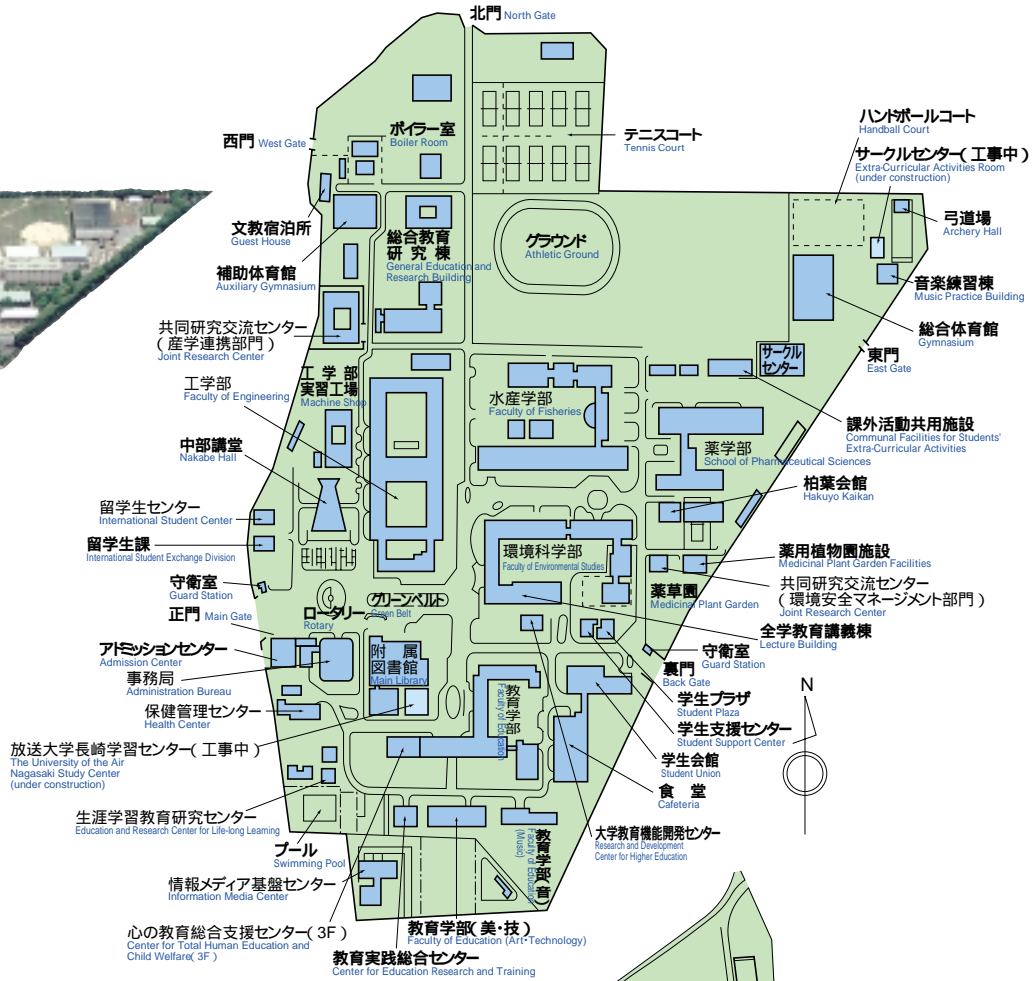 北門 North Gate
テニスコート
Tennis Court
ハンドボールコート
Handball Court
サークルセンター(工事中)
Extra-Curricular Activities Room
(under construction)
弓道場
Archery Hall
音楽練習棟
Music Practice Building
総合体育館
Gymnasium
東門
East Gate
サークル
センター
課外活動共用施設
Communal Facilities for Students'
Extra-Curricular Activities
西門 West Gate
ボイラー室
Boiler Room
文教宿泊所
Guest House
補助体育館
Auxiliary Gymnasium
総合教育
研究棟
General Education and
Research Building
グラウンド
Athletic Ground
共同研究交流センター
(産学連携部門)
Joint Research Center
工学部
Faculty of Engineering
工学部
実習工場
Machine Shop
中部講堂
Nakabe Hall
水産学部
Faculty of Fisheries
薬学部
School of Pharmaceutical Sciences
柏葉会館
Hakuyo Kaikan
留学生センター
International Student Center
留学生課
International Student Exchange Division
守衛室
Guard Station
正門 Main Gate
環境科学部
Faculty of Environmental Studies
薬用植物園施設
Medicinal Plant Garden Facilities
共同研究交流センター
(環境安全マネージメント部門)
Joint Research Center
薬草園
Medicinal Plant Garden
全学教育講義棟
Lecture Building
守衛室
Guard Station
裏門
Back Gate
ロータリー
Rotary
グリーンベルト
Green Belt
アドミッションセンター
Admission Center
事務局
Administration Bureau
保健管理センター
Health Center
附属
図書館
Main Library
教育学部
Faculty of Education
学生プラザ
Student Plaza
学生支援センター
Student Support Center
学生会館
Student Union
食堂
Cafeteria
大学教育機能開発センター
Research and Development
Center for Higher Education
N
放送大学長崎学習センター(工事中)
The University of the Air
Nagasaki Study Center
(under construction)
生涯学習教育研究センター
Education and Research Center for Life-long Learning
プール
Swimming Pool
情報メディア基盤センター
Information Media Center
心の教育総合支援センター(3F)
Center for Total Human Education and
Child Welfare(3F)
教育実践総合センター
Center for Education Research and Training
教育学部(美・技)
Faculty of Education (Art・Technology)
教育学部(音)
Faculty of Education
(Music)